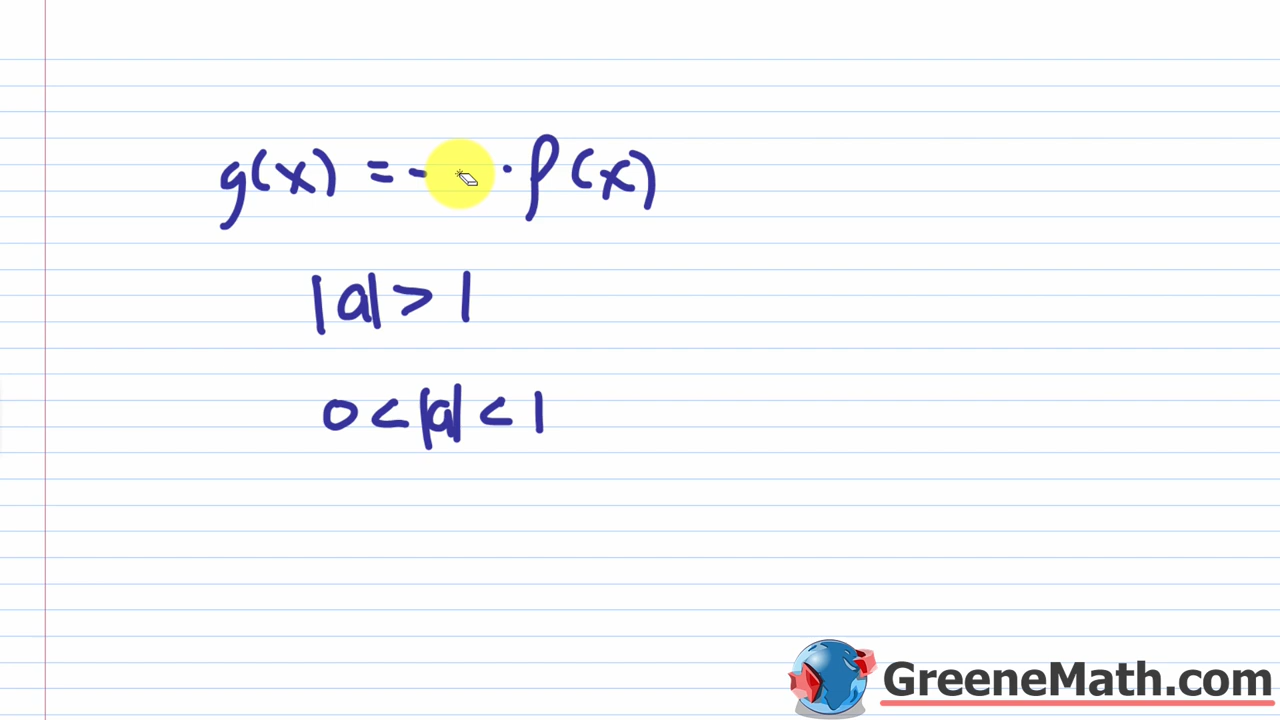 g(x) = - · f(x)
|a| > 1
0 < |a| < 1
GreeneMath.com